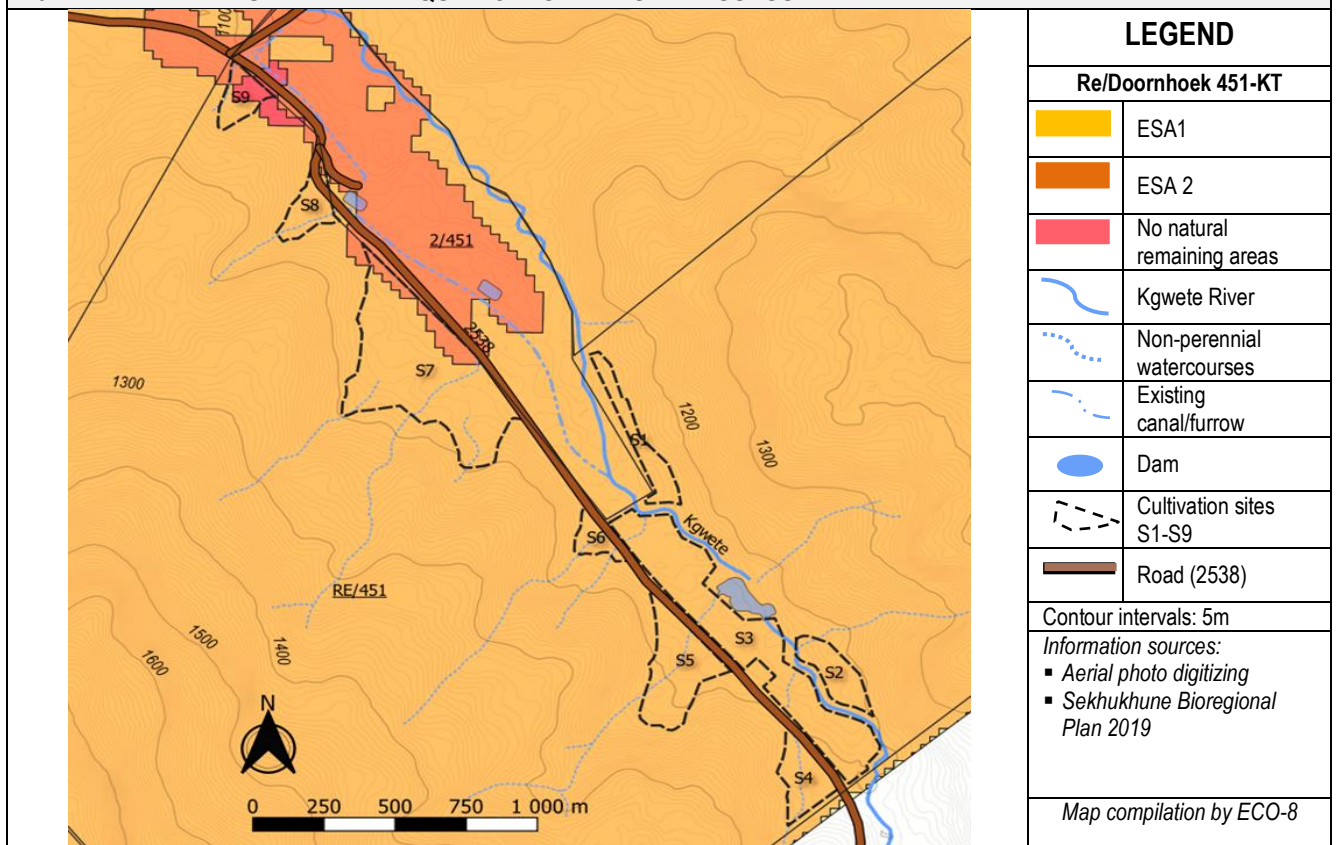 LEGEND
Re/Doornhoek 451-KT
ESA1
ESA 2
No natural
remaining areas
Kgwete River
Non-perennial
watercourses
Existing
canal/furrow
Dam
Cultivation sites
S1-S9
Road (2538)
Contour intervals: 5m
Information sources:
▪ Aerial photo digitizing
▪ Sekhukhune Bioregional
Plan 2019
Map compilation by ECO-8
1100
S9
S8
2/451
2538
S7
1300
S1
1200
1300
Kgwete
S6
RE/451
S3
S2
S5
1500
1400
1600
S4
N
0 250 500 750 1 000 m